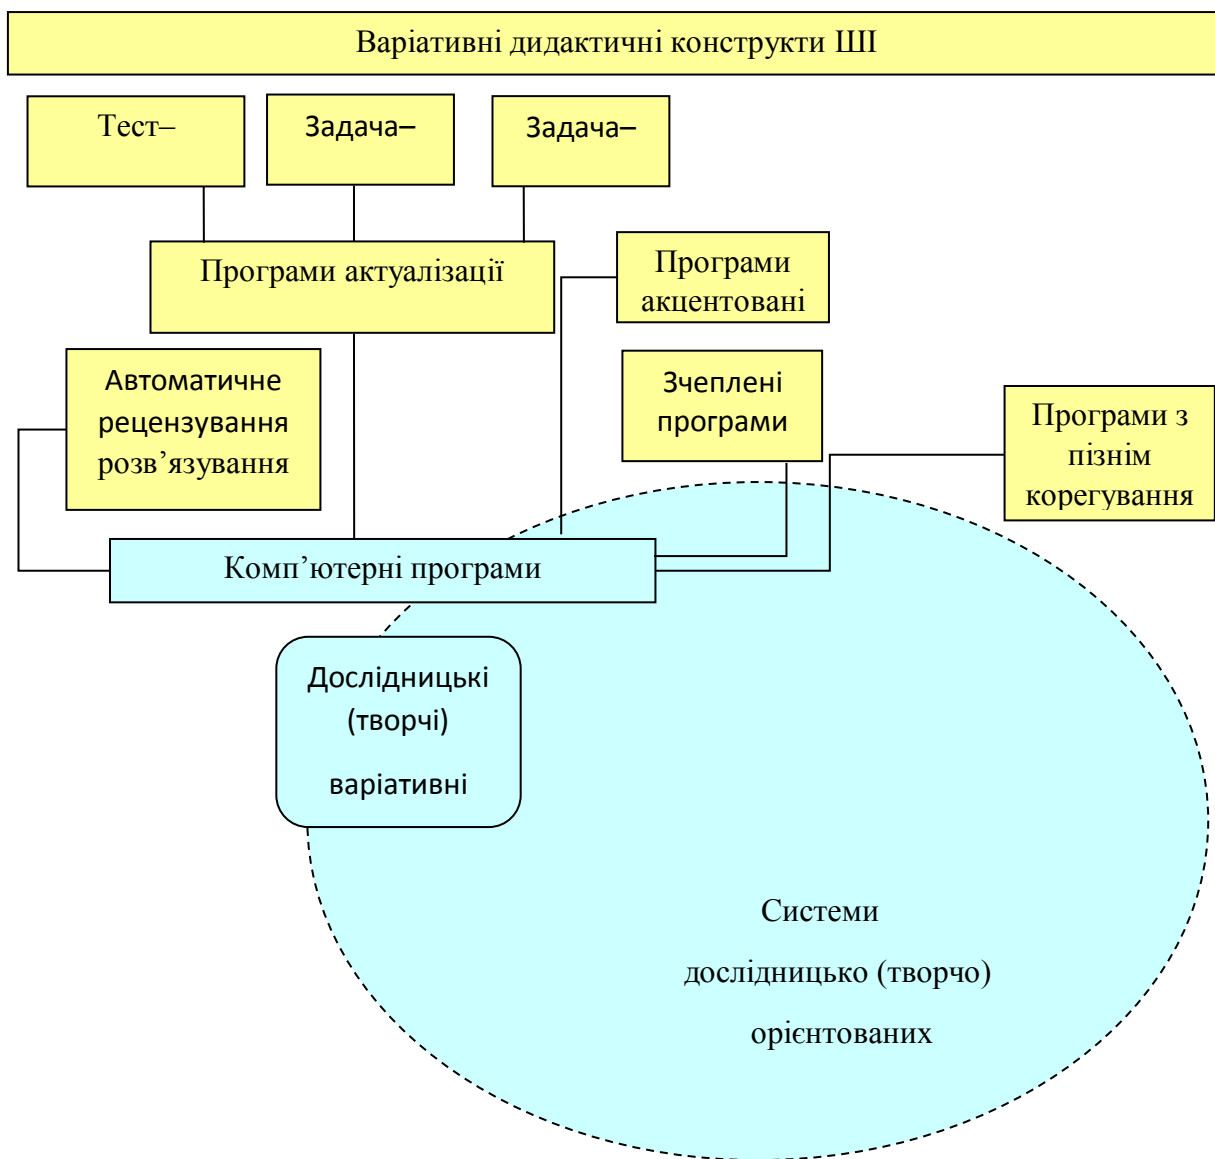 Варіативні дидактичні конструкти ШІ
Тест–
Задача–
Задача–
Програми актуалізації
Програми
акцентовані
Автоматичне
рецензування
розв’язування
Зчеплені
програми
Програми з
пізнім
корегування
Комп’ютерні програми
Дослідницькі
(творчі)
варіативні
Системи
дослідницько (творчо)
орієнтованих